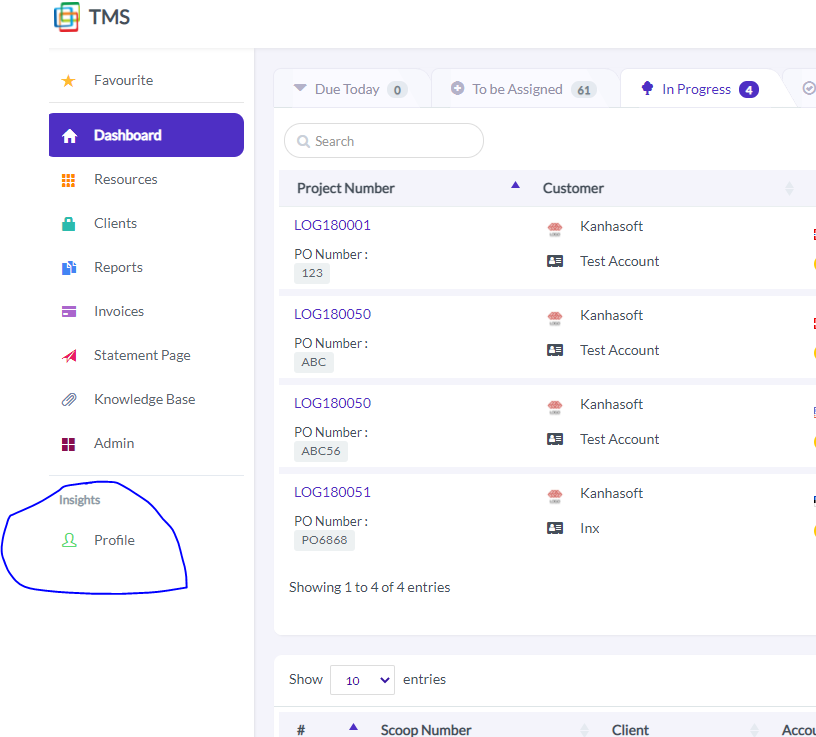 TMS
Favourite
Dashboard
Resources
Clients
Reports
Invoices
Statement Page
Knowledge Base
Admin
Insights
Profile
Due Today 0 To be Assigned 61 In Progress 4
Search
Project Number Customer
LOG180001 Kanhasoft
PO Number : Test Account
123
LOG180050 Kanhasoft
PO Number : Test Account
ABC
LOG180050 Kanhasoft
PO Number : Test Account
ABC56
LOG180051 Kanhasoft
PO Number : Inx
PO6868
Showing 1 to 4 of 4 entries
Show 10 entries
# Scoop Number Client